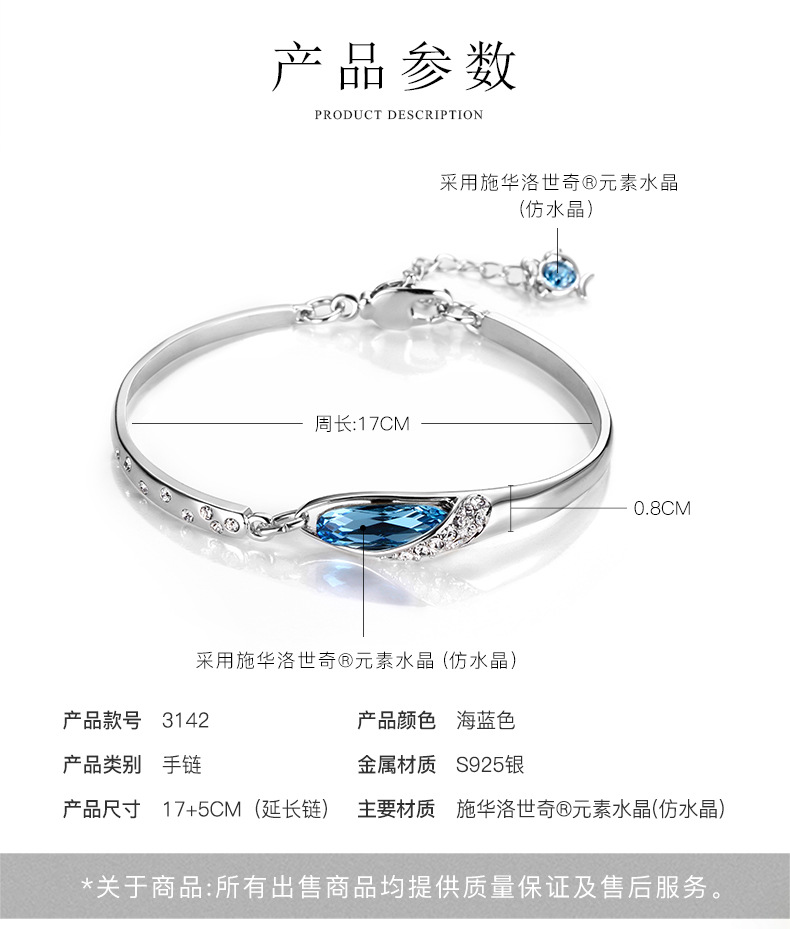 产品参数
PRODUCT DESCRIPTION
采用施华洛世奇®元素水晶
(仿水晶)
周长:17CM
0.8CM
采用施华洛世奇®元素水晶 (仿水晶)
产品款号 3142 产品颜色 海蓝色
产品类别 手链 金属材质 S925银
产品尺寸 17+5CM（延长链） 主要材质 施华洛世奇®元素水晶(仿水晶)
*关于商品:所有出售商品均提供质量保证及售后服务。